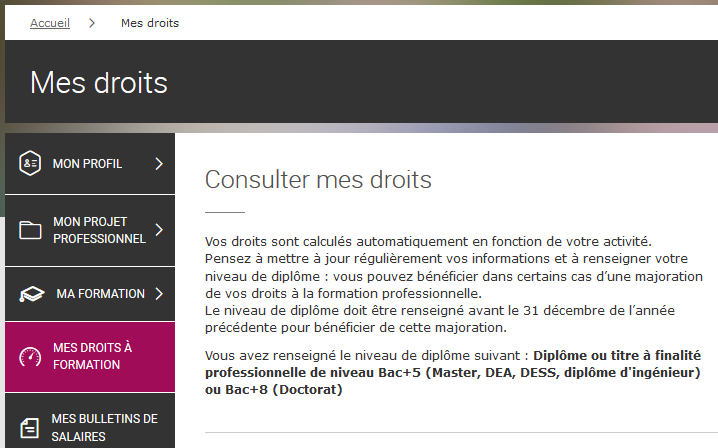 Accueil > Mes droits
Mes droits
MON PROFIL
MON PROJET
PROFESSIONNEL
MA FORMATION
MES DROITS À
FORMATION
MES BULLETINS DE
SALAIRES
Consulter mes droits
Vos droits sont calculés automatiquement en fonction de votre activité.
Pensez à mettre à jour régulièrement vos informations et à renseigner votre
niveau de diplôme : vous pouvez bénéficier dans certains cas d’une majoration
de vos droits à la formation professionnelle.
Le niveau de diplôme doit être renseigné avant le 31 décembre de l’année
précédente pour bénéficier de cette majoration.
Vous avez renseigné le niveau de diplôme suivant : Diplôme ou titre à finalité
professionnelle de niveau Bac+5 (Master, DEA, DESS, diplôme d'ingénieur)
ou Bac+8 (Doctorat)